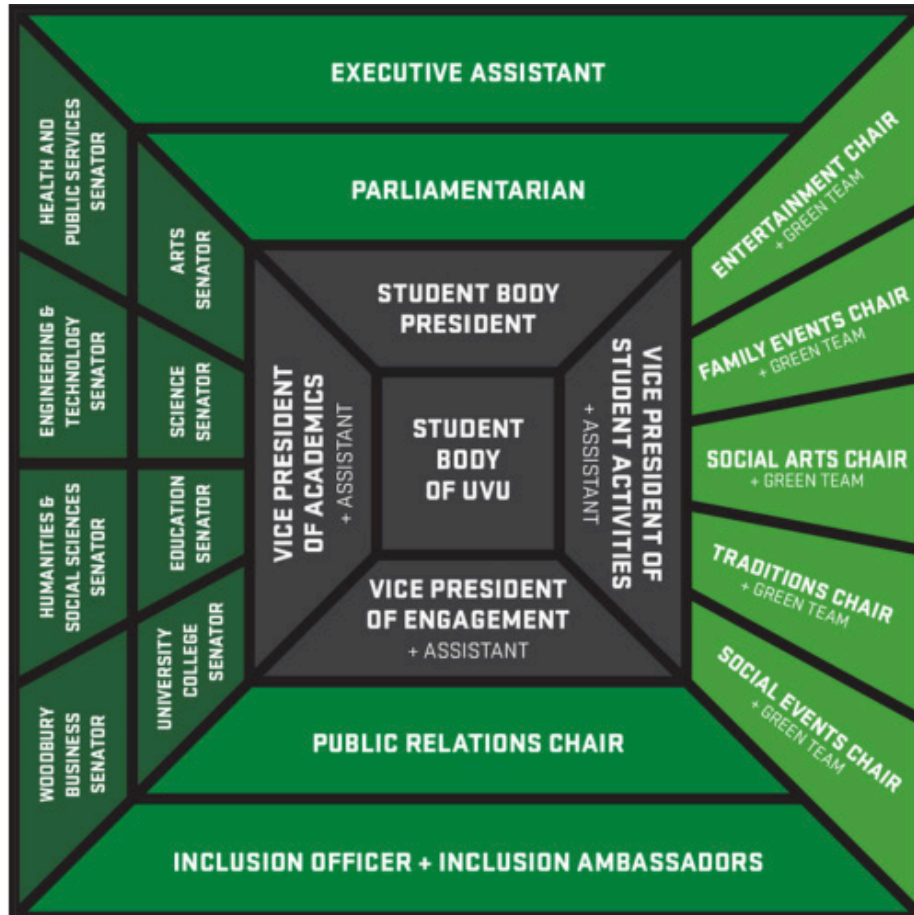 EXECUTIVE ASSISTANT
PARLIAMENTARIAN
HEALTH AND
PUBLIC SERVICES
SENATOR
ARTS
SENATOR
ENGINEERING &
TECHNOLOGY
SENATOR
SCIENCE
SENATOR
HUMANITIES &
SOCIAL SCIENCES
SENATOR
EDUCATION
SENATOR
WOODBURY
BUSINESS
SENATOR
UNIVERSITY
COLLEGE
SENATOR
STUDENT BODY
PRESIDENT
VICE PRESIDENT
OF ACADEMICS
+ ASSISTANT
STUDENT
BODY
OF UVU
VICE PRESIDENT OF
STUDENT ACTIVITIES
+ ASSISTANT
VICE PRESIDENT
OF ENGAGEMENT
+ ASSISTANT
ENTERTAINMENT CHAIR
+ GREEN TEAM
FAMILY EVENTS CHAIR
+ GREEN TEAM
SOCIAL ARTS CHAIR
+ GREEN TEAM
TRADITIONS CHAIR
+ GREEN TEAM
SOCIAL EVENTS CHAIR
+ GREEN TEAM
PUBLIC RELATIONS CHAIR
INCLUSION OFFICER + INCLUSION AMBASSADORS